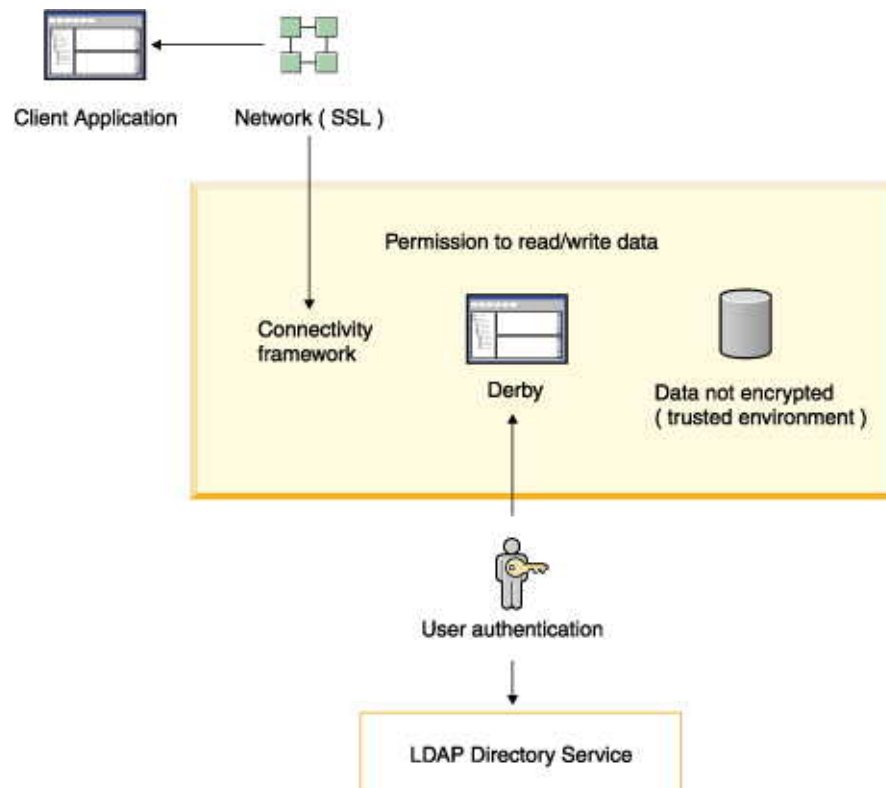 Client Application
Network ( SSL )
Permission to read/write data
Connectivity
framework
Derby
Data not encrypted
( trusted environment )
User authentication
LDAP Directory Service